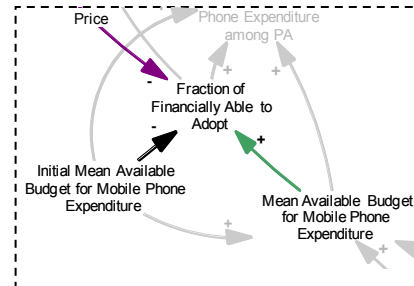 Price
Phone Expenditure
among PA
+
+
-
Fraction of
Financially Able to
Adopt
-
+
Initial Mean Available
Budget for Mobile Phone
Expenditure
Mean Available Budget
for Mobile Phone
Expenditure
+
+